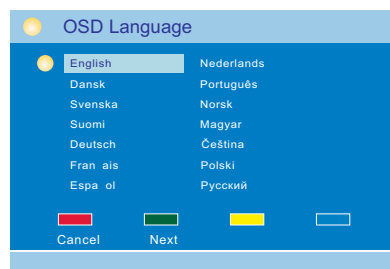 OSD Language
English
Dansk
Svenska
Suomi
Deutsch
Fran ais
Espa ol
Nederlands
Português
Norsk
Magyar
Čeština
Polski
Русский
Cancel Next